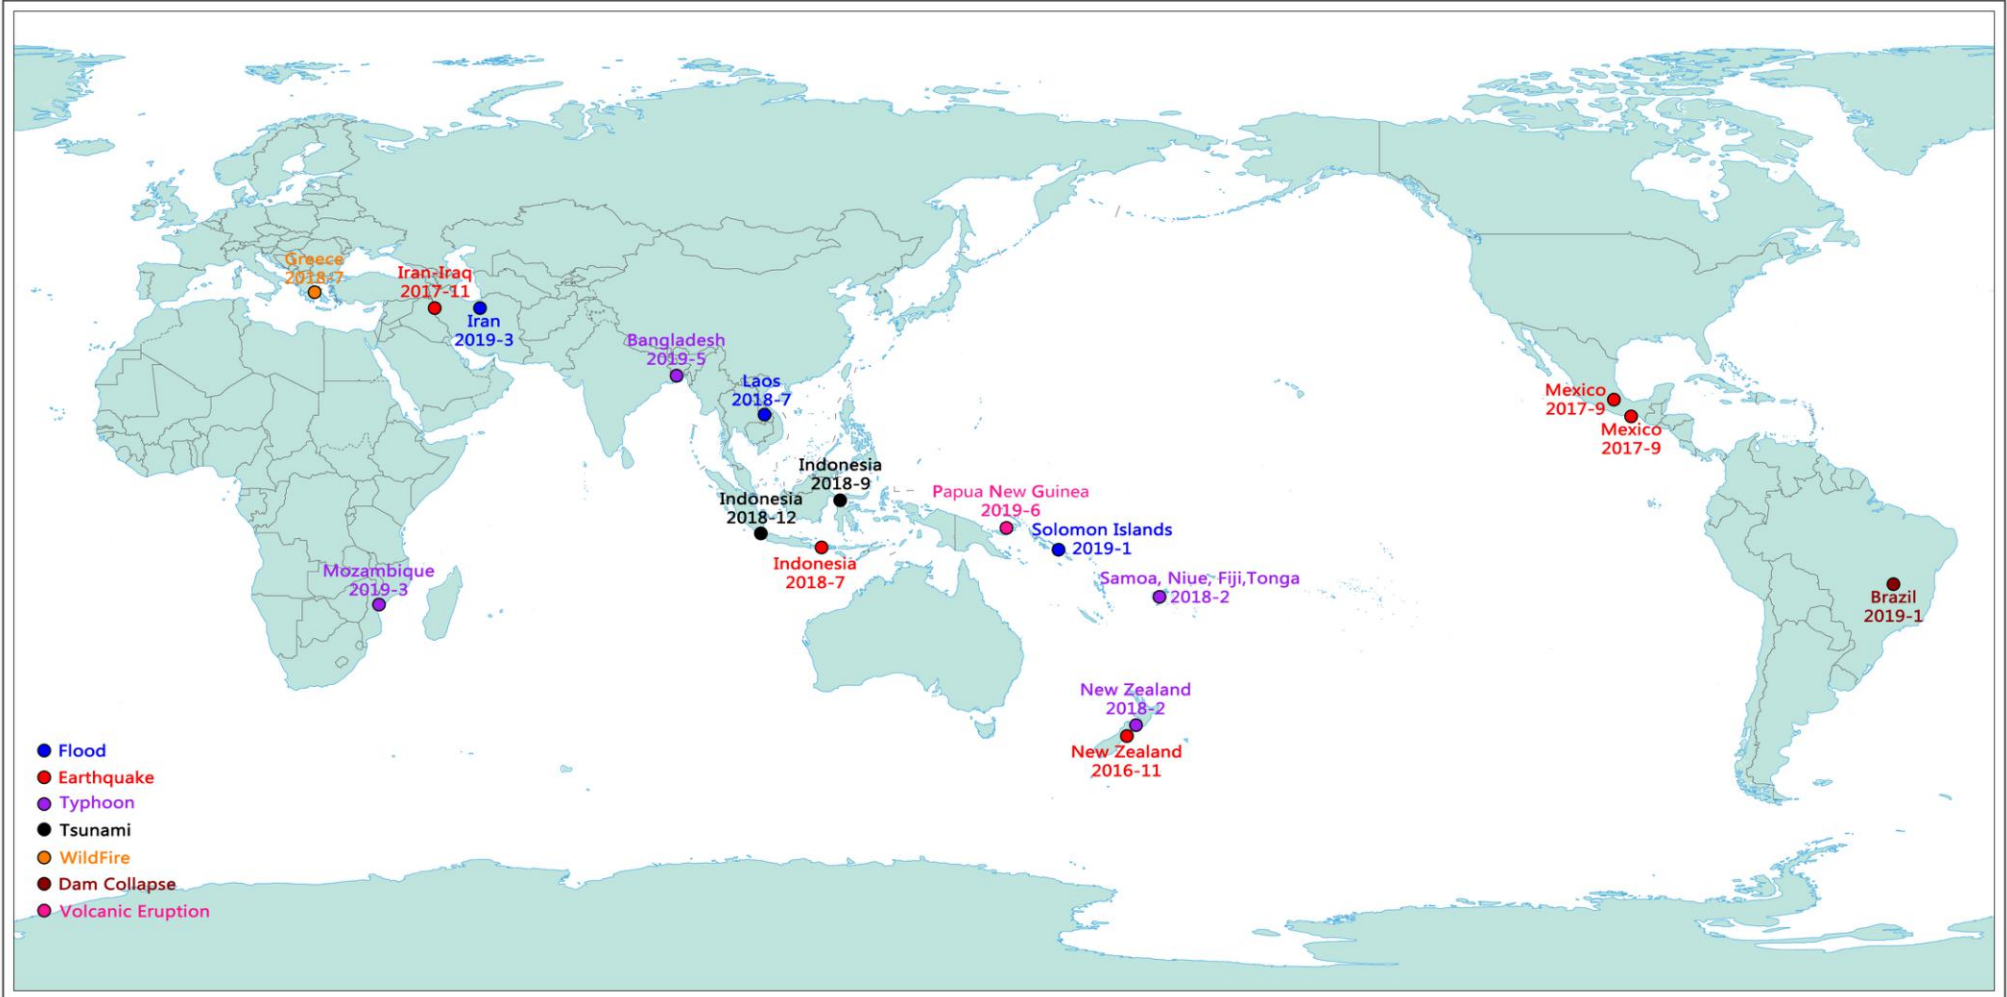 Greece
2018-7
Iran-Iraq
2017-11
Iran
2019-3
Bangladesh
2019-5
Laos
2018-7
Mexico
2017-9
Mexico
2017-9
Indonesia
2018-9
Indonesia
2018-12
Papua New Guinea
2019-6
Solomon Islands
2019-1
Indonesia
2018-7
Mozambique
2019-3
Samoa, Niue, Fiji,Tonga
2018-2
Brazil
2019-1
New Zealand
2018-2
New Zealand
2016-11
Flood
Earthquake
Typhoon
Tsunami
WildFire
Dam Collapse
Volcanic Eruption